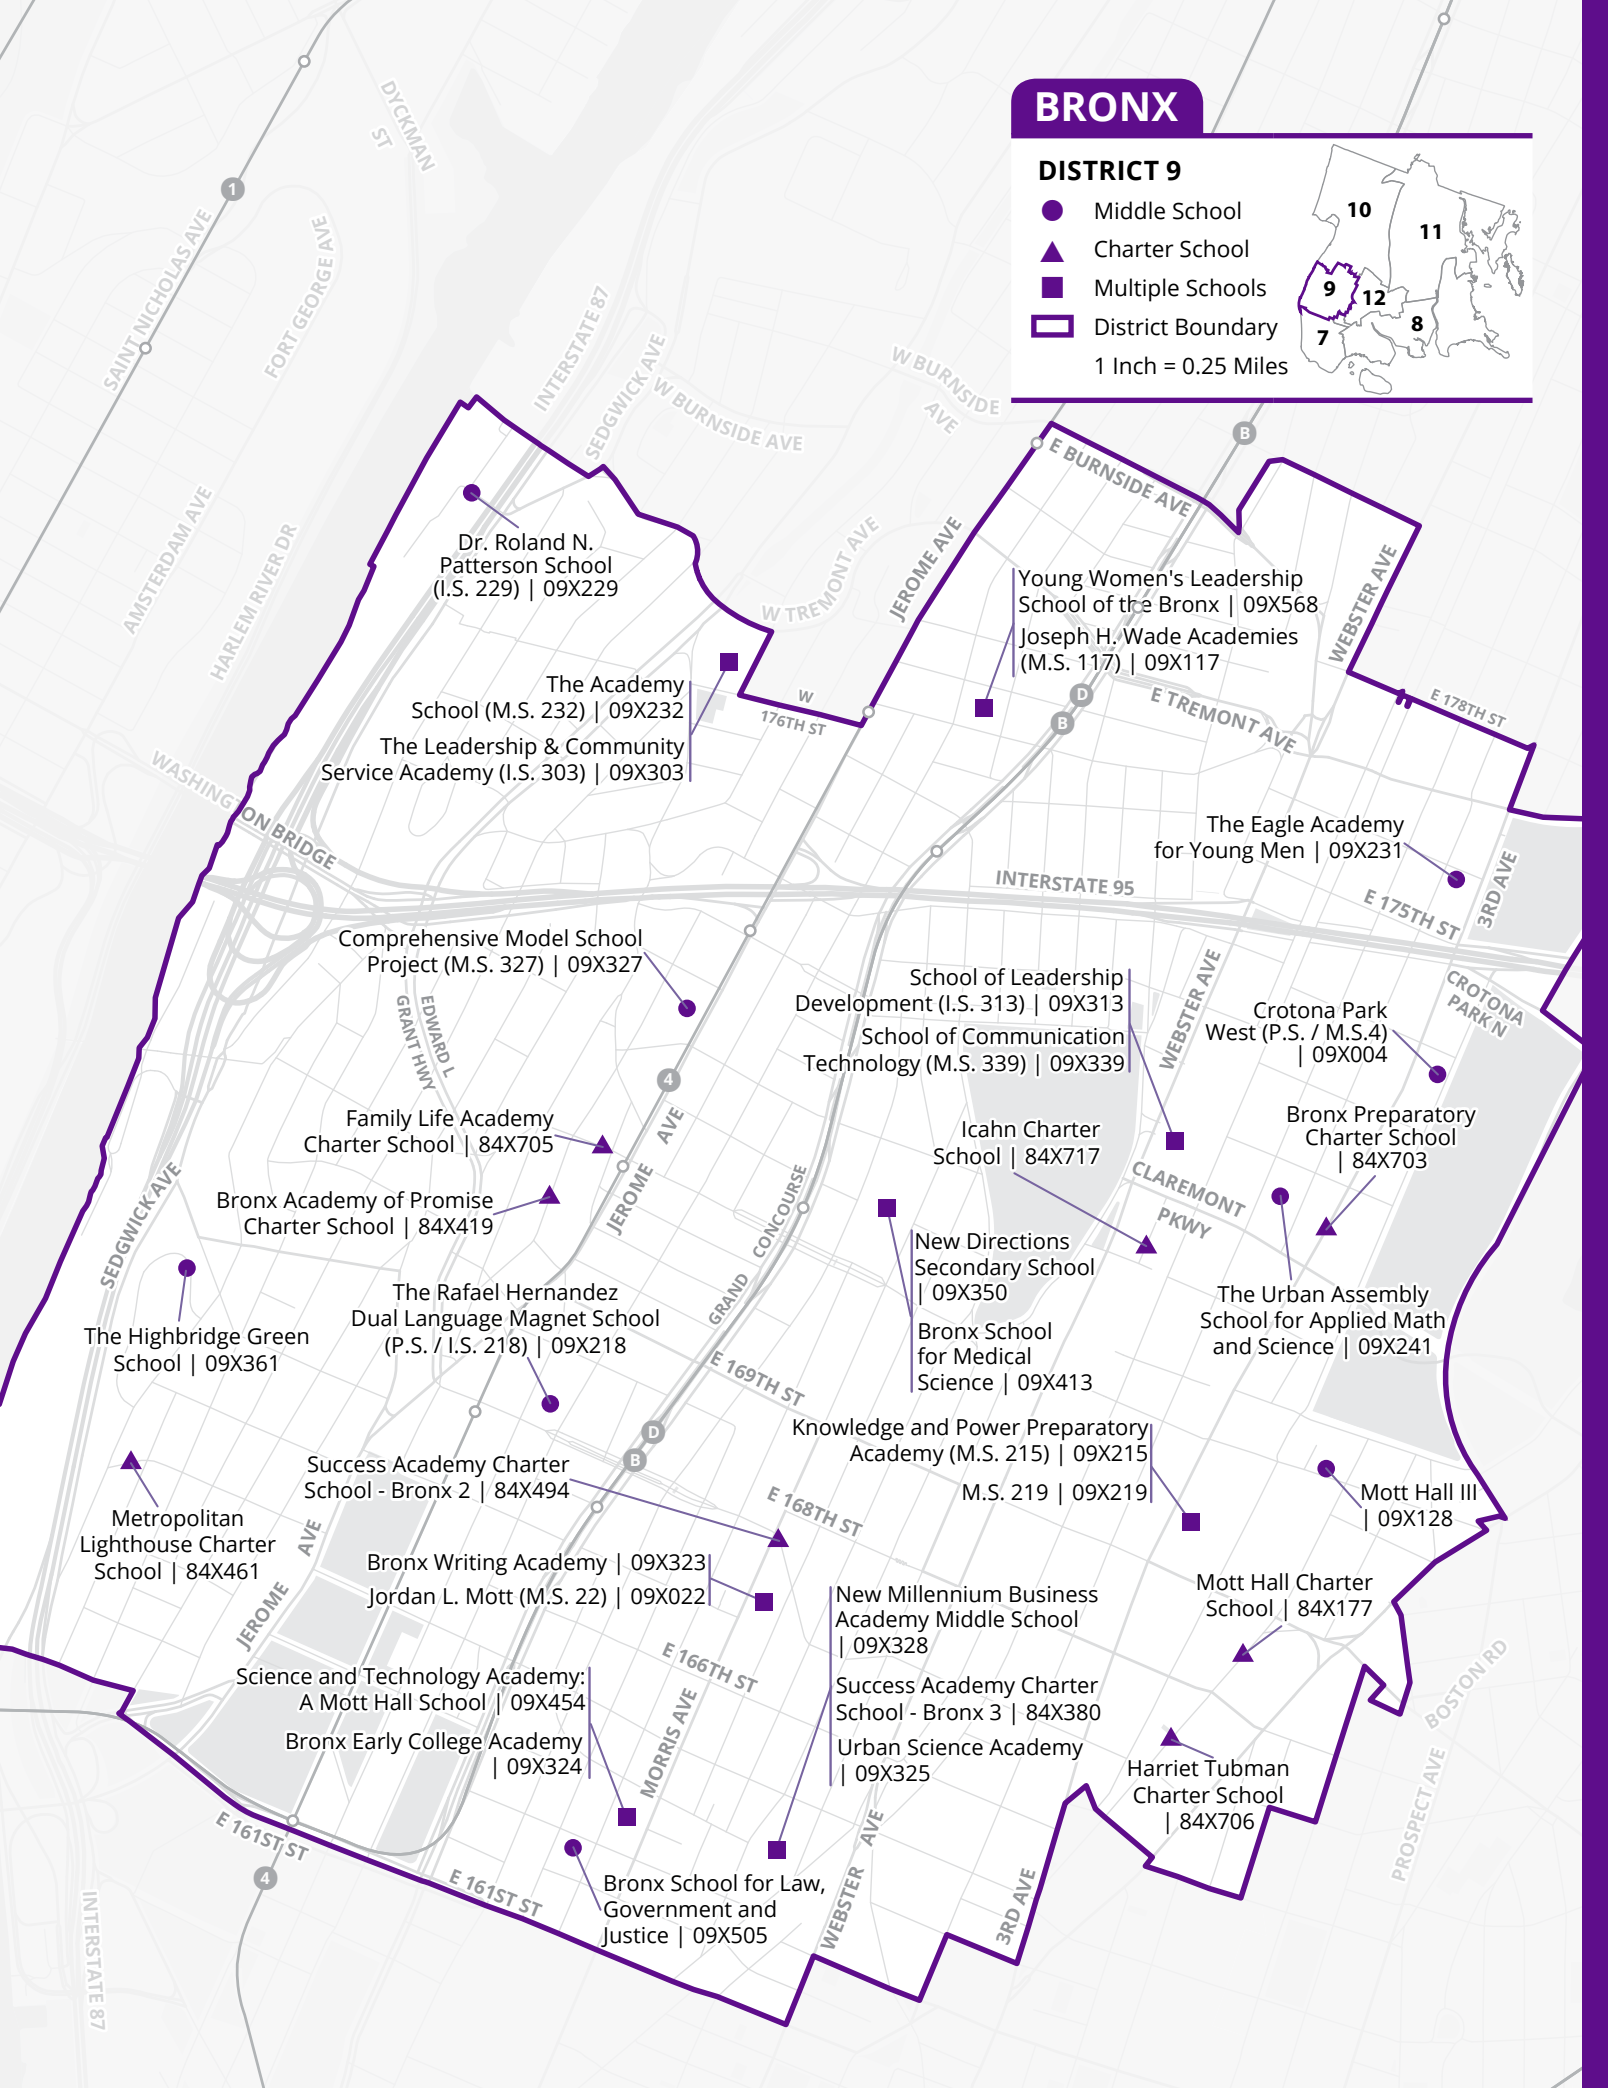 BRONX
DISTRICT 9
Middle School
Charter School
Multiple Schools
District Boundary
1 Inch = 0.25 Miles
10
11
9
12
8
7
DYCKMAN
ST
1
SAINT NICHOLAS AVE
FORT GEORGE AVE
INTERSTATE 87
SEDGWICK AVE
W BURNSIDE AVE
W BURNSIDE
AVE
B
E BURNSIDE AVE
AMSTERDAM AVE
HARLEM RIVER DR
W TREMONT AVE
JEROME AVE
WEBSTER AVE
Dr. Roland N.
Patterson School
(I.S. 229) | 09X229
Young Women's Leadership
School of the Bronx | 09X568
Joseph H. Wade Academies
(M.S. 117) | 09X117
The Academy
School (M.S. 232) | 09X232
The Leadership & Community
Service Academy (I.S. 303) | 09X303
W
176TH ST
D
B
E TREMONT AVE
E 178TH ST
WASHINGTON BRIDGE
The Eagle Academy
for Young Men | 09X231
INTERSTATE 95
E 175TH ST
3RD AVE
Comprehensive Model School
Project (M.S. 327) | 09X327
EDWARD L
GRANT HWY
School of Leadership
Development (I.S. 313) | 09X313
School of Communication
Technology (M.S. 339) | 09X339
WEBSTER AVE
CROTONA
PARK N
Crotona Park
West (P.S. / M.S.4)
| 09X004
4
AVE
JEROME
Family Life Academy
Charter School | 84X705
Icahn Charter
School | 84X717
Bronx Preparatory
Charter School
| 84X703
CLAREMONT
PKWY
SEDGWICK AVE
Bronx Academy of Promise
Charter School | 84X419
GRAND
CONCOURSE
New Directions
Secondary School
| 09X350
Bronx School
for Medical
Science | 09X413
The Urban Assembly
School for Applied Math
and Science | 09X241
The Highbridge Green
School | 09X361
The Rafael Hernandez
Dual Language Magnet School
(P.S. / I.S. 218) | 09X218
E 169TH ST
D
B
Knowledge and Power Preparatory
Academy (M.S. 215) | 09X215
M.S. 219 | 09X219
Mott Hall III
| 09X128
Success Academy Charter
School - Bronx 2 | 84X494
E 168TH ST
Metropolitan
Lighthouse Charter
School | 84X461
AVE
JEROME
Bronx Writing Academy | 09X323
Jordan L. Mott (M.S. 22) | 09X022
New Millennium Business
Academy Middle School
| 09X328
Success Academy Charter
School - Bronx 3 | 84X380
Urban Science Academy
| 09X325
Mott Hall Charter
School | 84X177
E 166TH ST
MORRIS AVE
Science and Technology Academy:
A Mott Hall School | 09X454
Bronx Early College Academy
| 09X324
BOSTON RD
PROSPECT AVE
Harriet Tubman
Charter School
| 84X706
E 161ST ST
4
E 161ST ST
Bronx School for Law,
Government and
Justice | 09X505
WEBSTER
AVE
3RD AVE
INTERSTATE 87